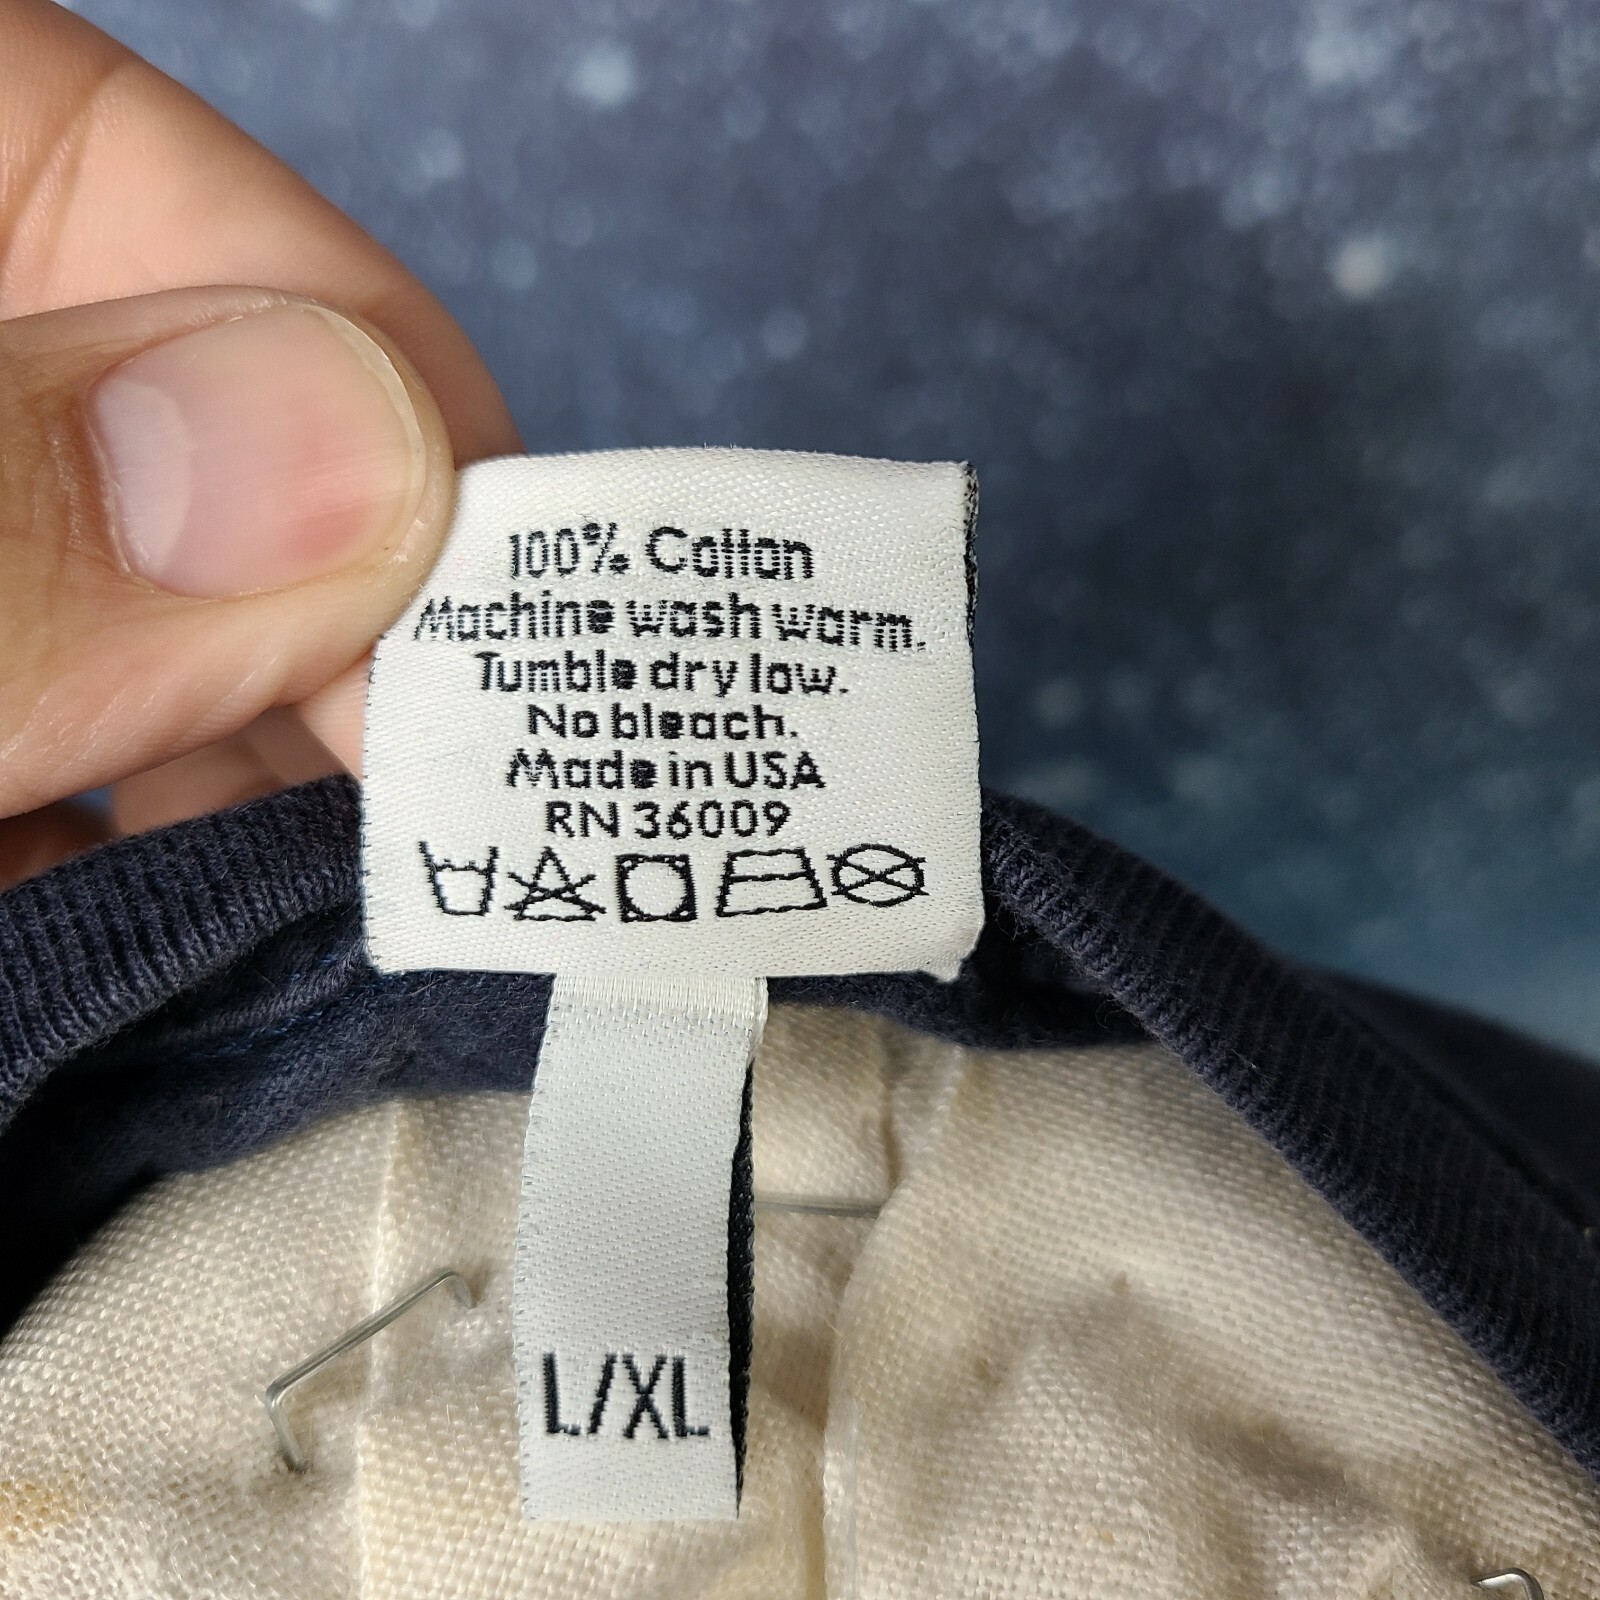 100% Cotton
Machine wash warm.
Tumble dry low.
No bleach.
Made in USA
RN 36009
L/XL